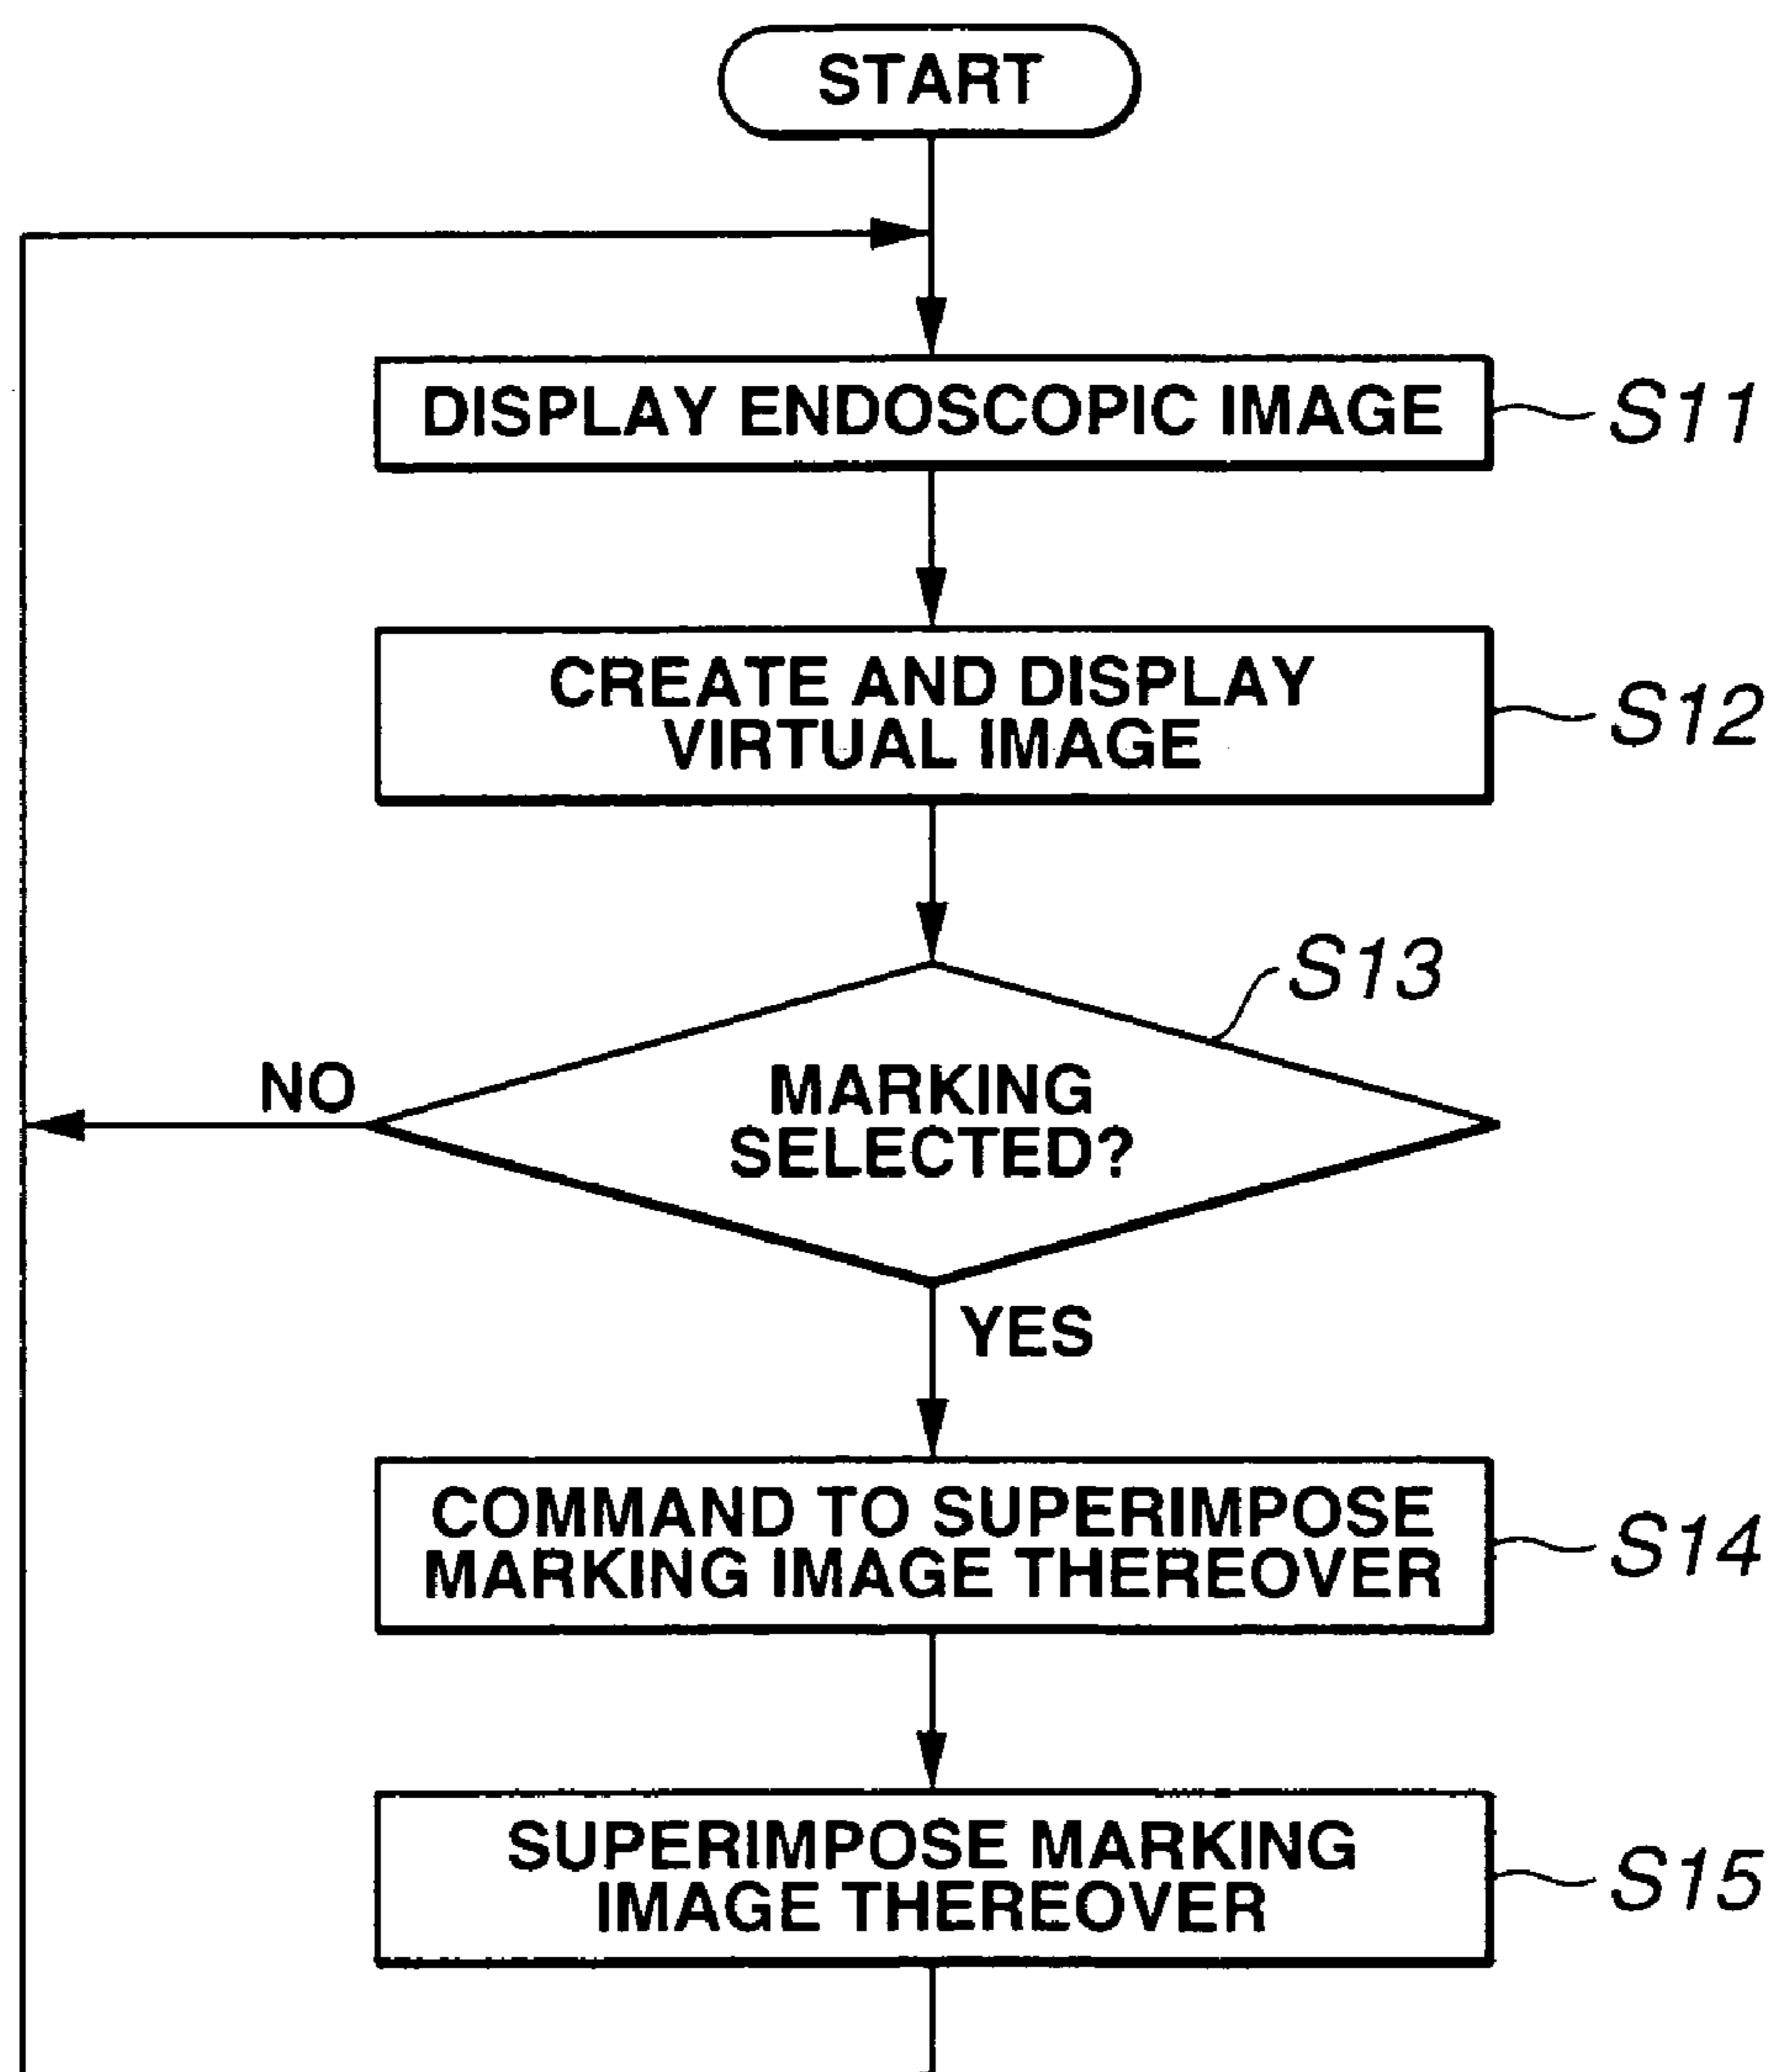 START
DISPLAY ENDOSCOPIC IMAGE
S11
CREATE AND DISPLAY
VIRTUAL IMAGE
S12
S13
MARKING
SELECTED?
NO
YES
COMMAND TO SUPERIMPOSE
MARKING IMAGE THEREOVER
S14
SUPERIMPOSE MARKING
IMAGE THEREOVER
S15